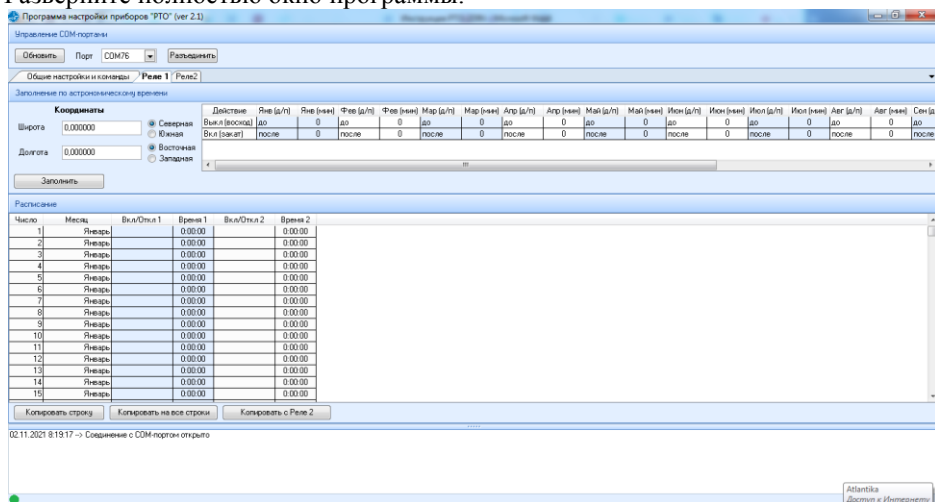 Разверните полностью окно программы.
Программа настройки приборов "РТО" (ver 2.1)
Управление COM-портами
Обновить Порт COM76 Разъединить
Общие настройки и команды Реле 1 Реле2
Заполнение по астрономическому времени
Координаты
Широта 0,000000 Северная Южная
Долгота 0,000000 Восточная Западная
Действие Янв (д/п) Янв (мин) Фев (д/п) Фев (мин) Мар (д/п) Мар (мин) Апр (д/п) Апр (мин) Май (д/п) Май (мин) Июн (д/п) Июн (мин) Июл (д/п) Июл (мин) Авг (д/п) Авг (мин) Сен (д
Выкл (восход) до 0 до 0 до 0 до 0 до 0 до 0 до 0 до 0 до
Вкл (закат) после 0 после 0 после 0 после 0 после 0 после 0 после 0 после 0 после
Заполнить
Расписание
Число Месяц Вкл/Откл 1 Время 1 Вкл/Откл 2 Время 2
1 Январь 0:00:00 0:00:00
2 Январь 0:00:00 0:00:00
3 Январь 0:00:00 0:00:00
4 Январь 0:00:00 0:00:00
5 Январь 0:00:00 0:00:00
6 Январь 0:00:00 0:00:00
7 Январь 0:00:00 0:00:00
8 Январь 0:00:00 0:00:00
9 Январь 0:00:00 0:00:00
10 Январь 0:00:00 0:00:00
11 Январь 0:00:00 0:00:00
12 Январь 0:00:00 0:00:00
13 Январь 0:00:00 0:00:00
14 Январь 0:00:00 0:00:00
15 Январь 0:00:00 0:00:00
Копировать строку Копировать на все строки Копировать с Реле 2
02.11.2021 8:19:17 --> Соединение с COM-портом открыто
Atlantika
Доступ к Интернету